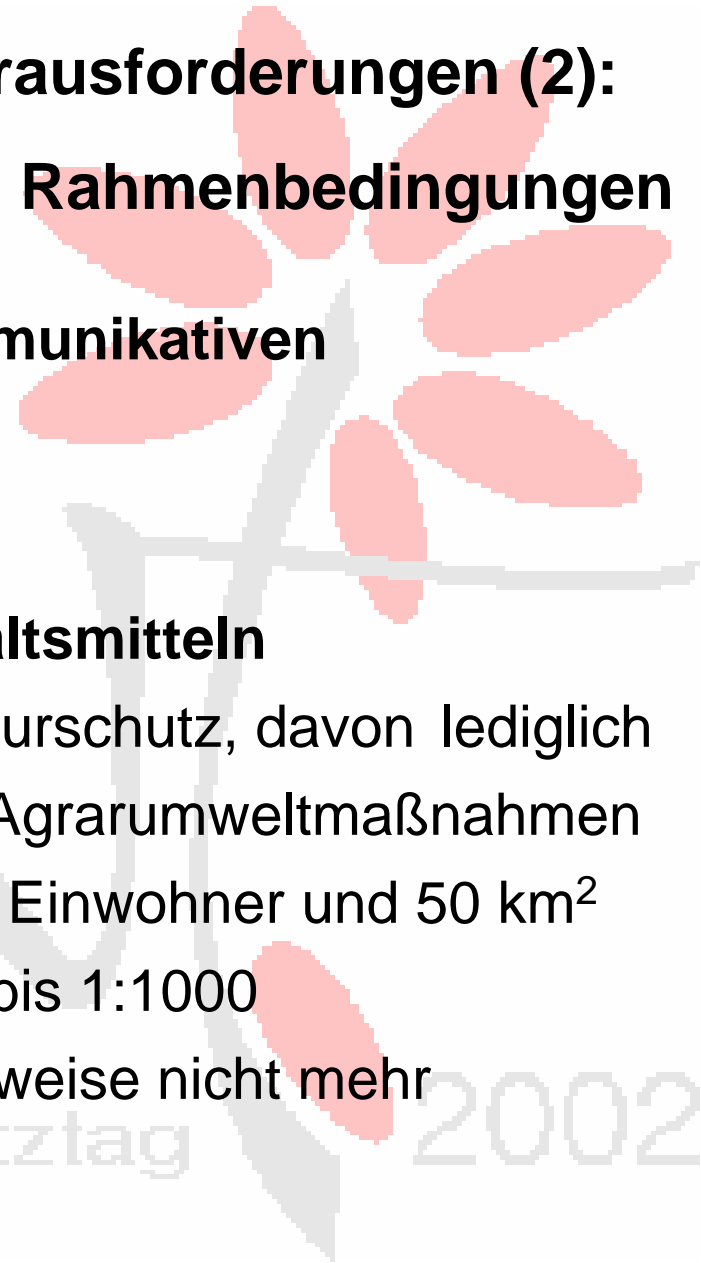 rausforderungen (2):
Rahmenbedingungen
munikativen
ltsmitteln
urschutz, davon lediglich
Agrarumweltmaßnahmen
Einwohner und 50 km²
bis 1:1000
weise nicht mehr
tztag 2002